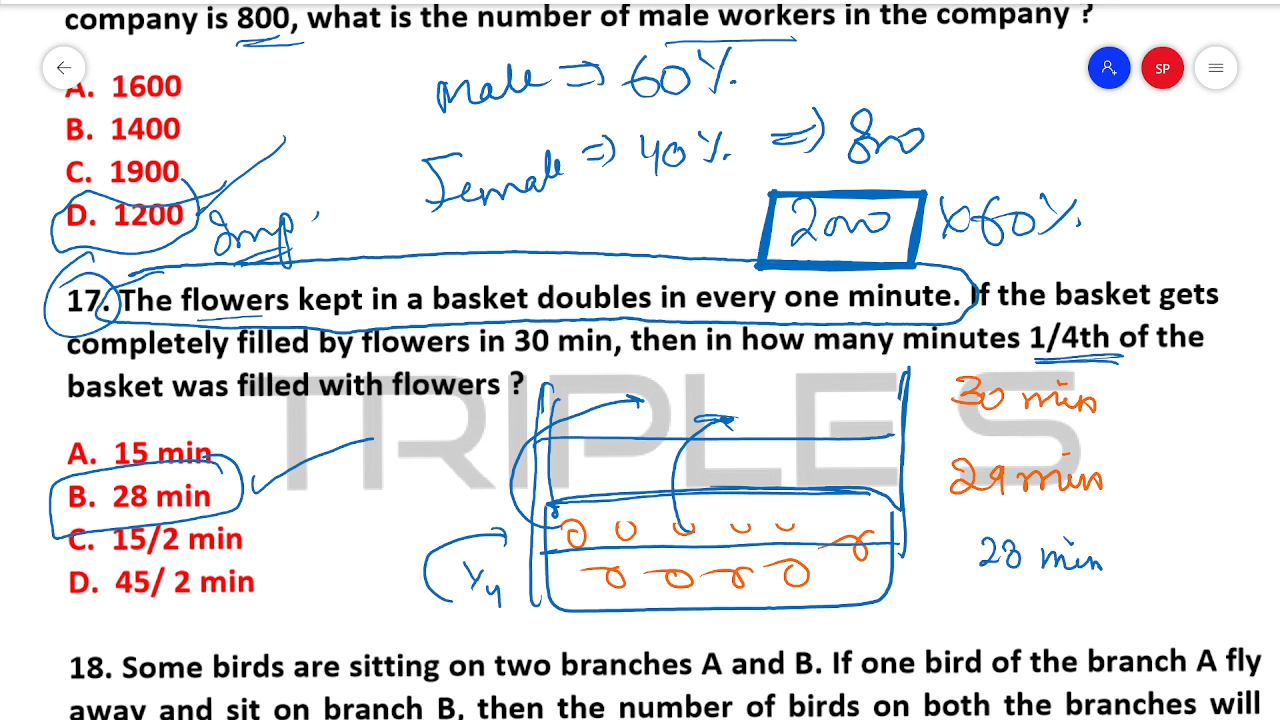 company is 800, what is the number of male workers in the company ?
A. 1600
B. 1400
C. 1900
D. 1200
male => 60%
Female => 40% => 800
2000 x 60%
Imp
SP
17. The flowers kept in a basket doubles in every one minute. If the basket gets
completely filled by flowers in 30 min, then in how many minutes 1/4th of the
basket was filled with flowers ?
TRIPLE S
A. 15 min
B. 28 min
C. 15/2 min
D. 45/ 2 min
30 min
29 min
28 min
1/4
18. Some birds are sitting on two branches A and B. If one bird of the branch A fly
away and sit on branch B, then the number of birds on both the branches will